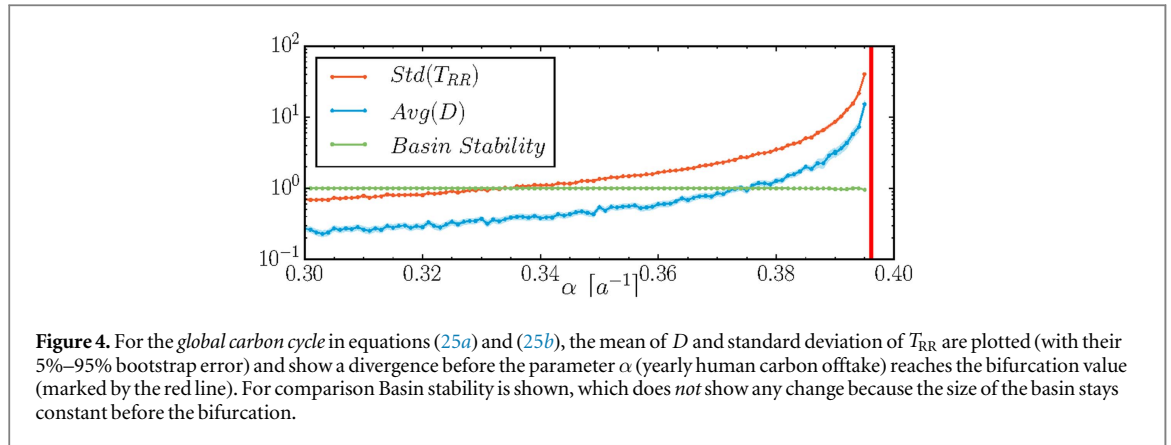 10²
10¹
10⁰
10⁻¹
Std(T_RR)
Avg(D)
Basin Stability
0.30 0.32 0.34 0.36 0.38 0.40
α [a⁻¹]
Figure 4. For the global carbon cycle in equations (25a) and (25b), the mean of D and standard deviation of T_RR are plotted (with their
5%–95% bootstrap error) and show a divergence before the parameter α (yearly human carbon offtake) reaches the bifurcation value
(marked by the red line). For comparison Basin stability is shown, which does not show any change because the size of the basin stays
constant before the bifurcation.